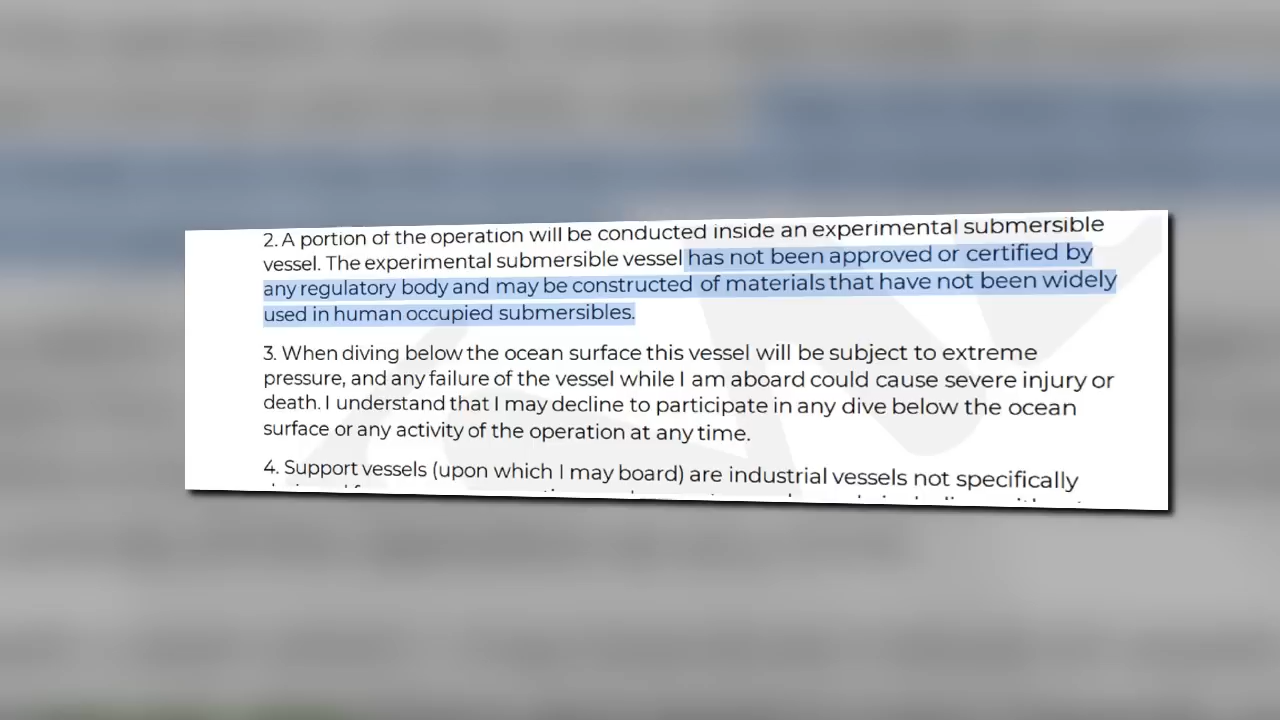 2. A portion of the operation will be conducted inside an experimental submersible
vessel. The experimental submersible vessel has not been approved or certified by
any regulatory body and may be constructed of materials that have not been widely
used in human occupied submersibles.
3. When diving below the ocean surface this vessel will be subject to extreme
pressure, and any failure of the vessel while I am aboard could cause severe injury or
death. I understand that I may decline to participate in any dive below the ocean
surface or any activity of the operation at any time.
4. Support vessels (upon which I may board) are industrial vessels not specifically